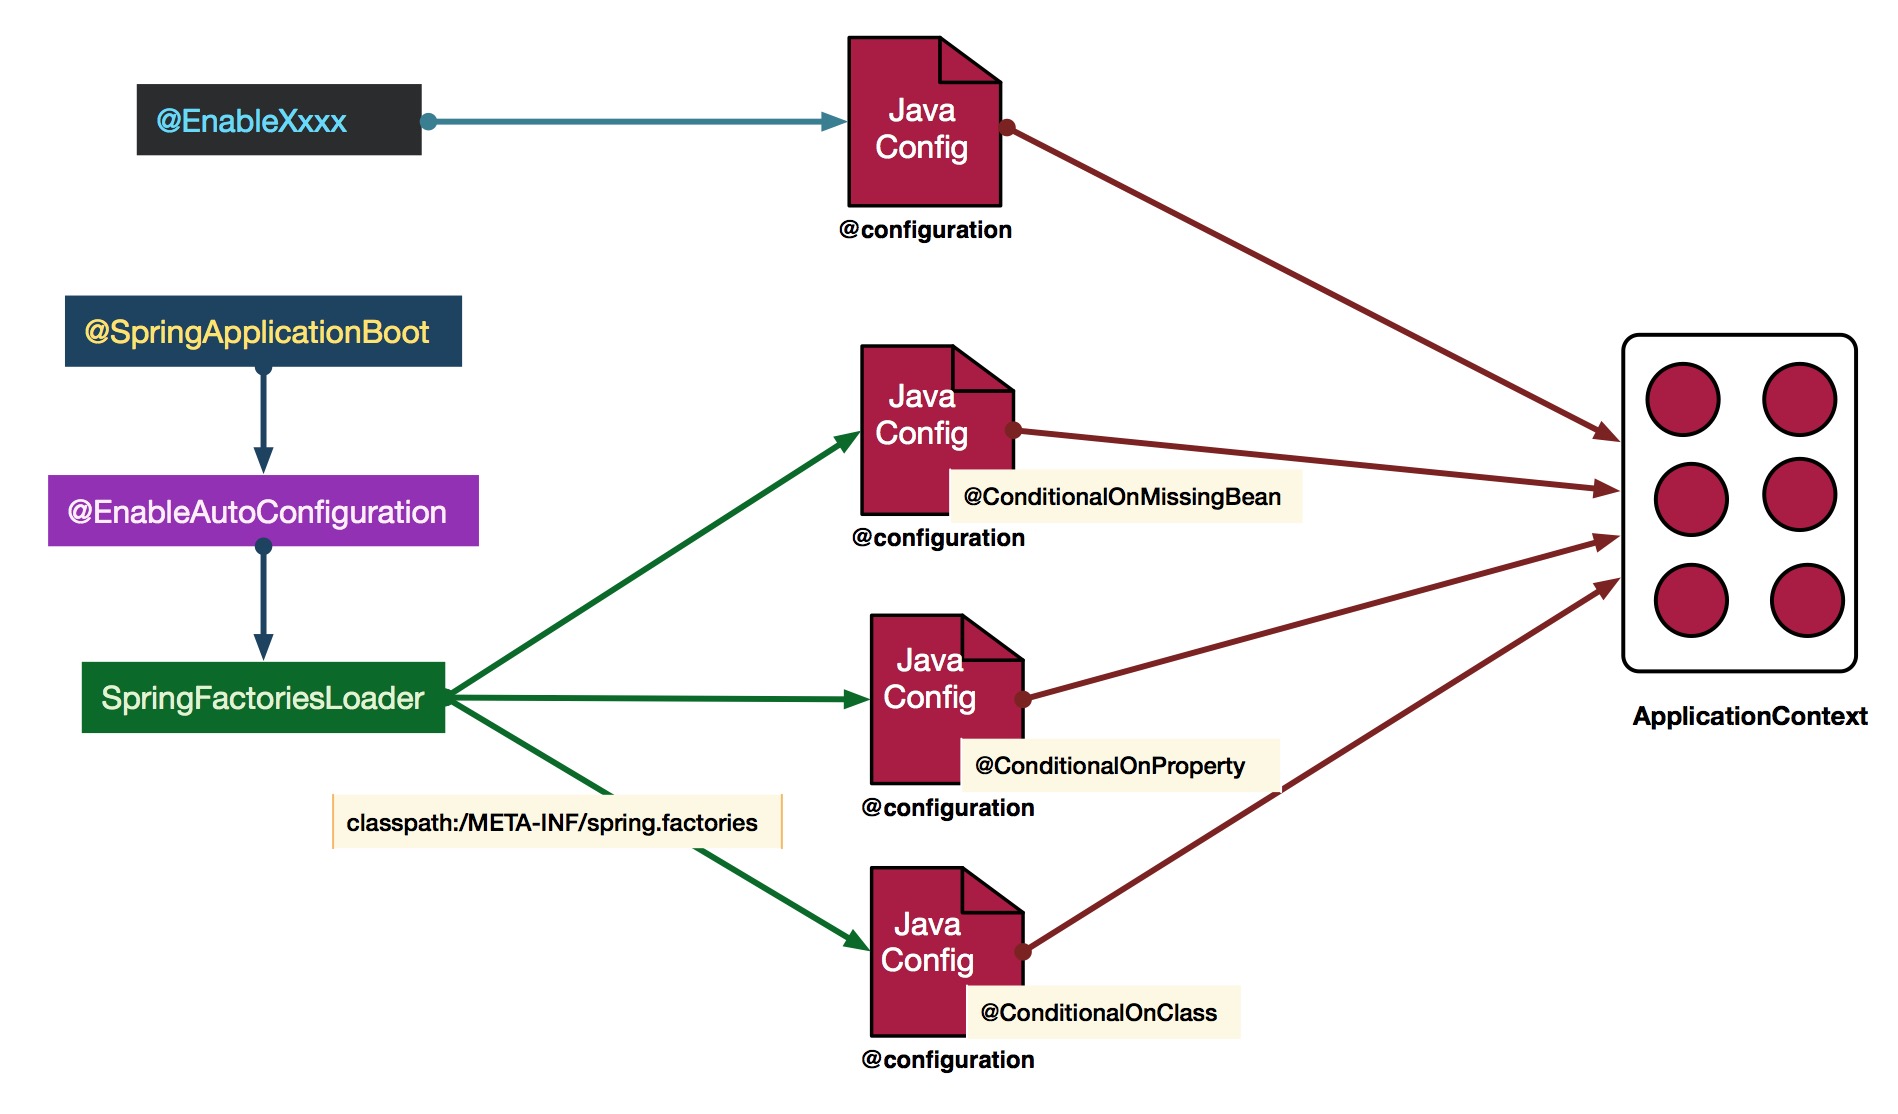 @EnableXxxx
Java
Config
@configuration
@SpringApplicationBoot
@EnableAutoConfiguration
SpringFactoriesLoader
classpath:/META-INF/spring.factories
Java
Config
@ConditionalOnMissingBean
@configuration
Java
Config
@ConditionalOnProperty
@configuration
Java
Config
@ConditionalOnClass
@configuration
ApplicationContext